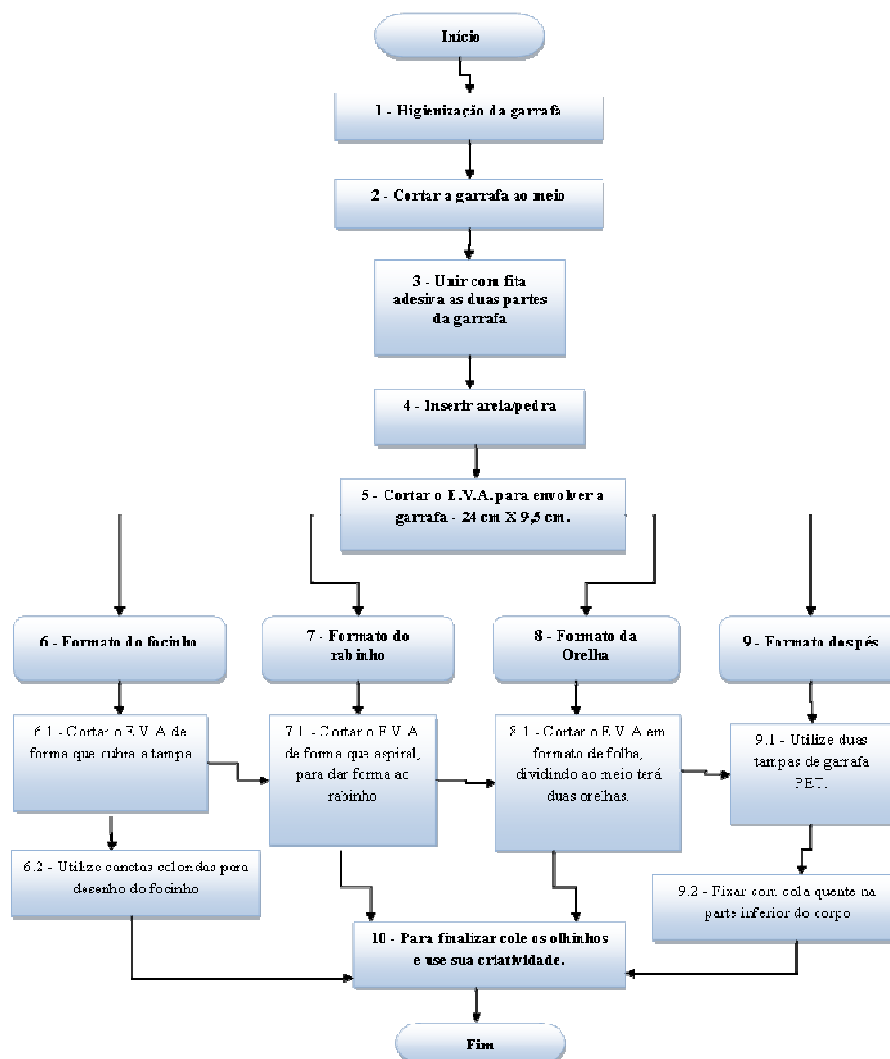 Início
1 - Higienização da garrafa
2 - Cortar a garrafa ao meio
3 - Unir com fita
adesiva as duas partes
da garrafa
4 - Inserir areia/pedra
5 - Cortar o E.V.A. para envolver a
garrafa - 24 cm X 9,5 cm.
6 - Formato do focinho
7 - Formato do
rabinho
8 - Formato da
Orelha
9 - Formato dos pés
6.1 - Cortar o E.V.A de
forma que cubra a tampa
7.1 - Cortar o E.V.A
de forma que aspiral,
para dar forma ao
rabinho
8.1 - Cortar o E.V.A em
formato de folha,
dividindo ao meio terá
duas orelhas.
9.1 - Utilize duas
tampas de garrafa
PET.
6.2 - Utilize canetas coloridas para
desenho do focinho
9.2 - Fixar com cola quente na
parte inferior do corpo
10 - Para finalizar cole os olhinhos
e use sua criatividade.
Fim